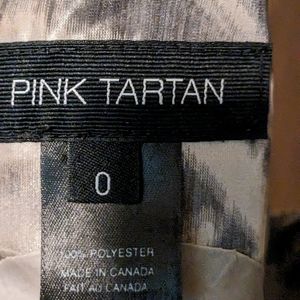 PINK TARTAN
0
100% POLYESTER
MADE IN CANADA
FAIT AU CANADA